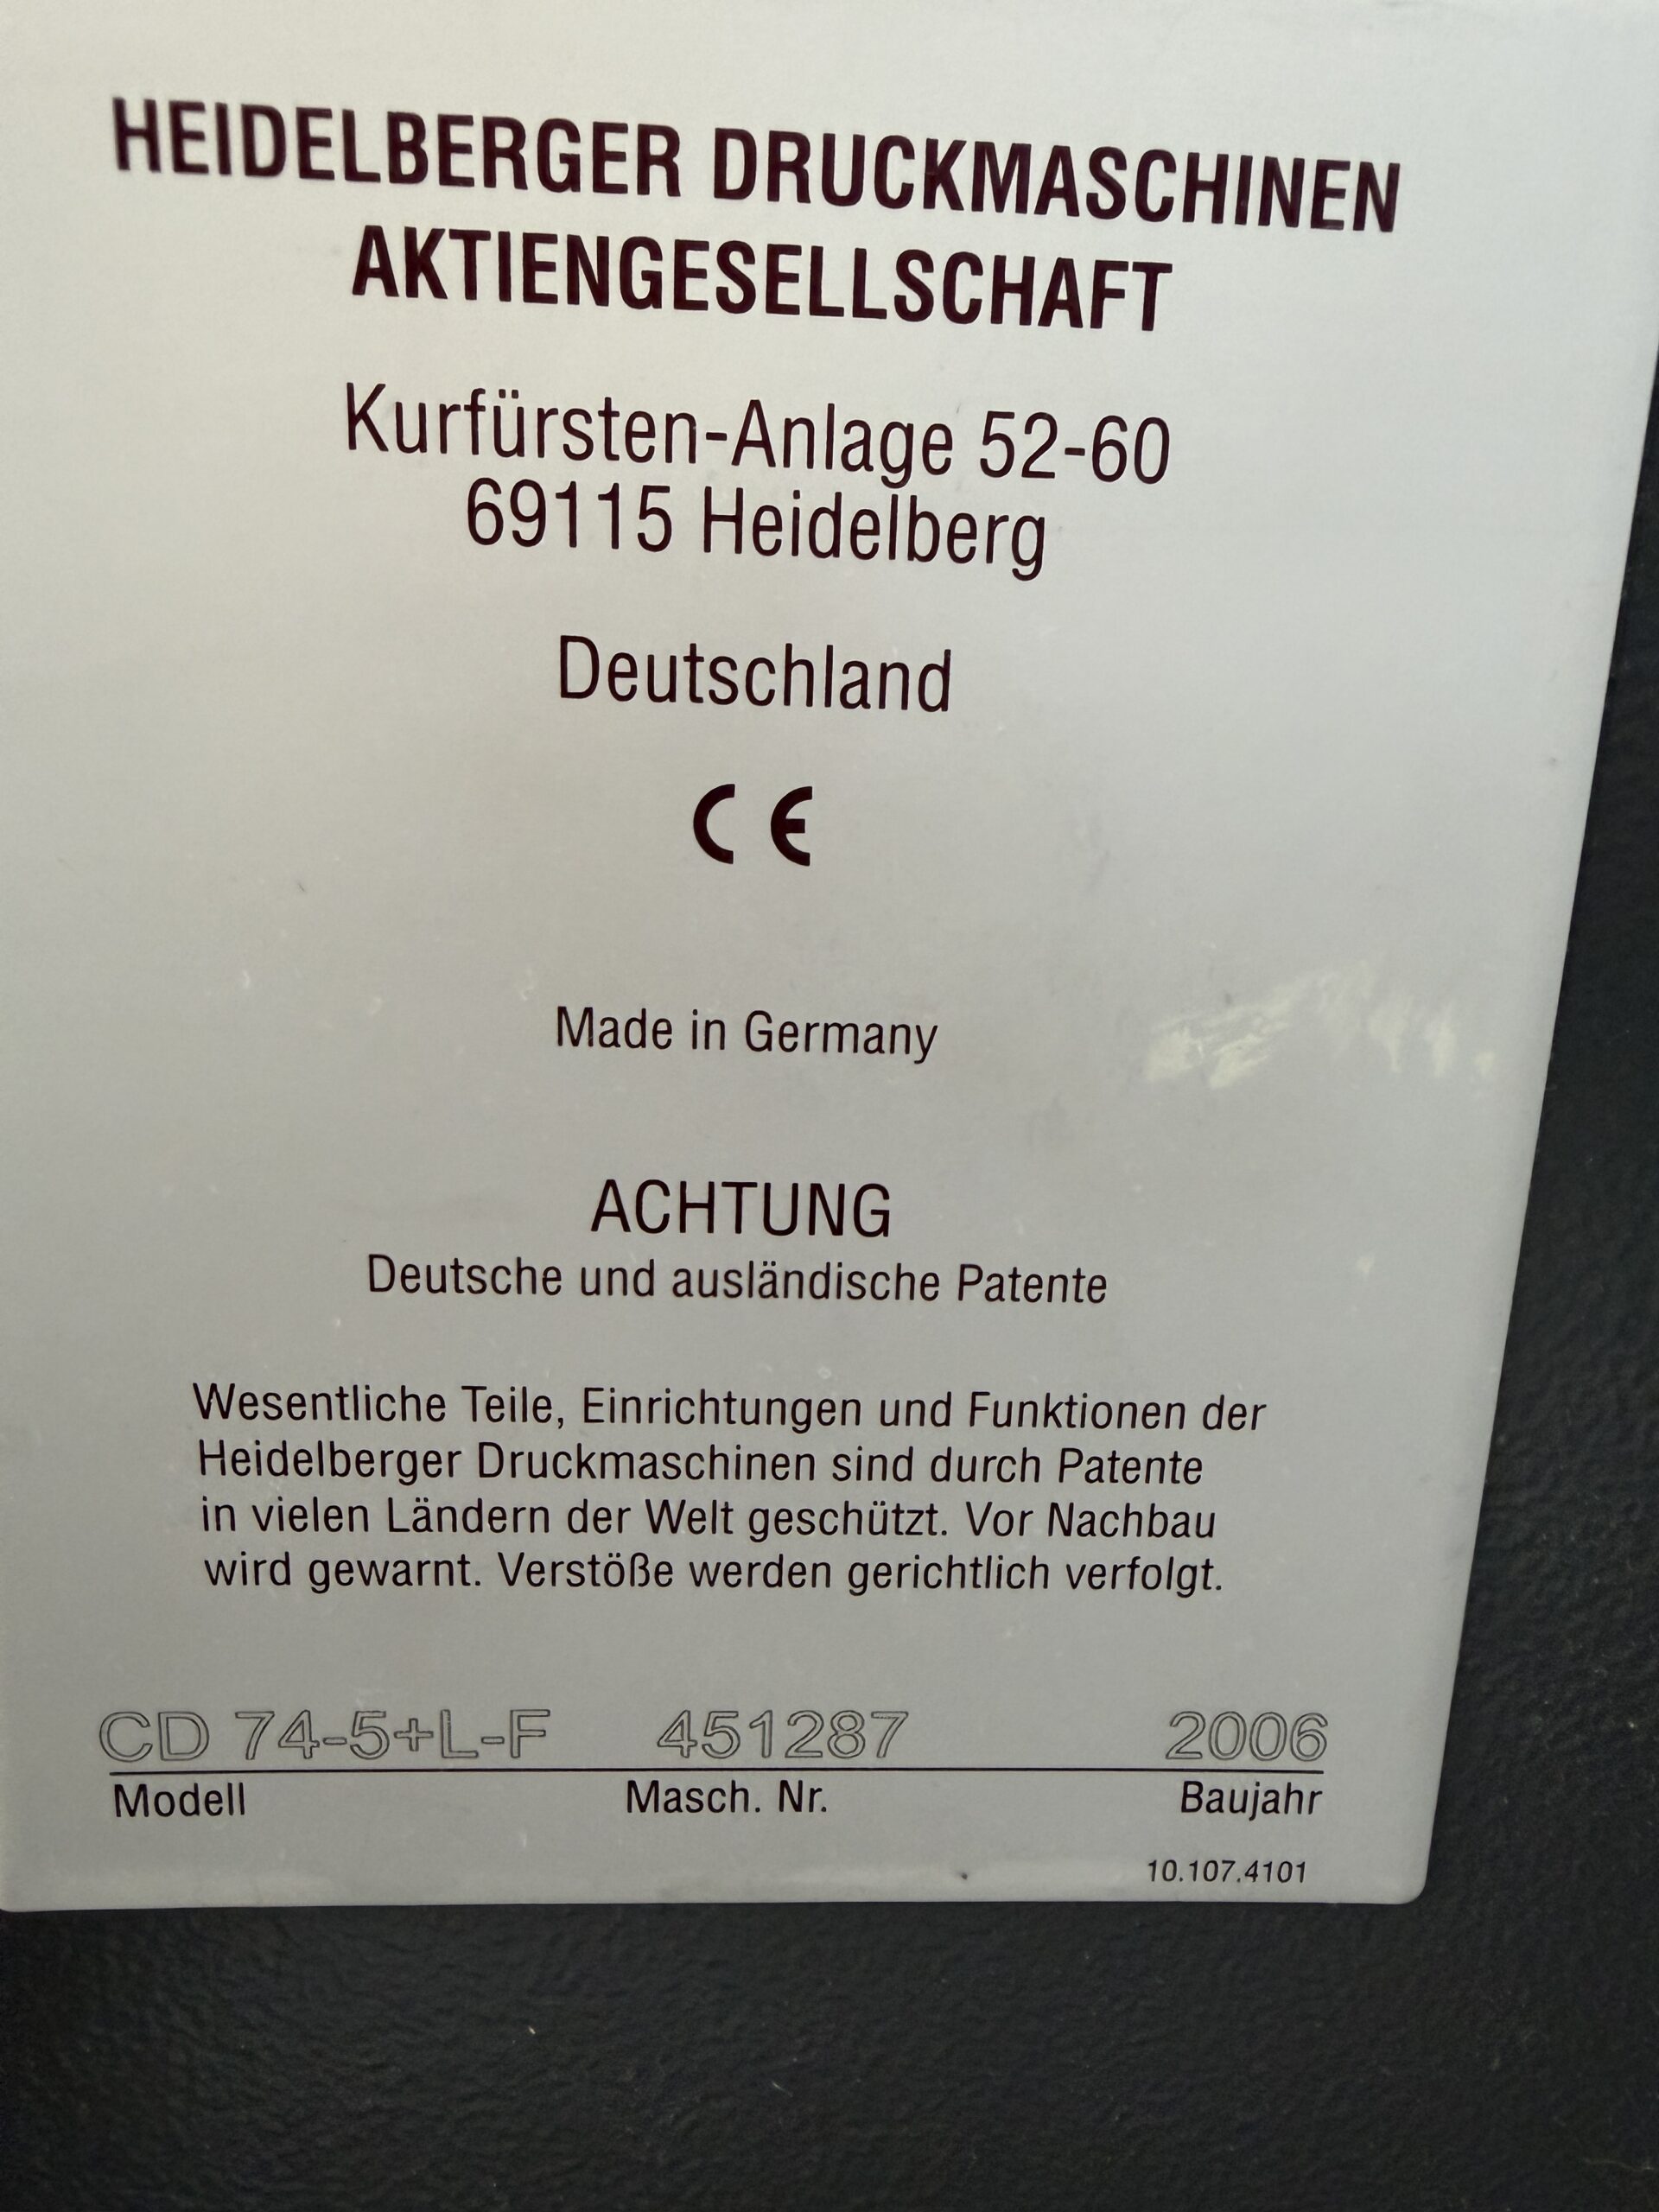 HEIDELBERGER DRUCKMASCHINEN
AKTIENGESELLSCHAFT
Kurfürsten-Anlage 52-60
69115 Heidelberg
Deutschland
CE
Made in Germany
ACHTUNG
Deutsche und ausländische Patente
Wesentliche Teile, Einrichtungen und Funktionen der
Heidelberger Druckmaschinen sind durch Patente
in vielen Ländern der Welt geschützt. Vor Nachbau
wird gewarnt. Verstöße werden gerichtlich verfolgt.
CD 74-5+L-F 451287 2006
Modell Masch. Nr. Baujahr
10.107.4101